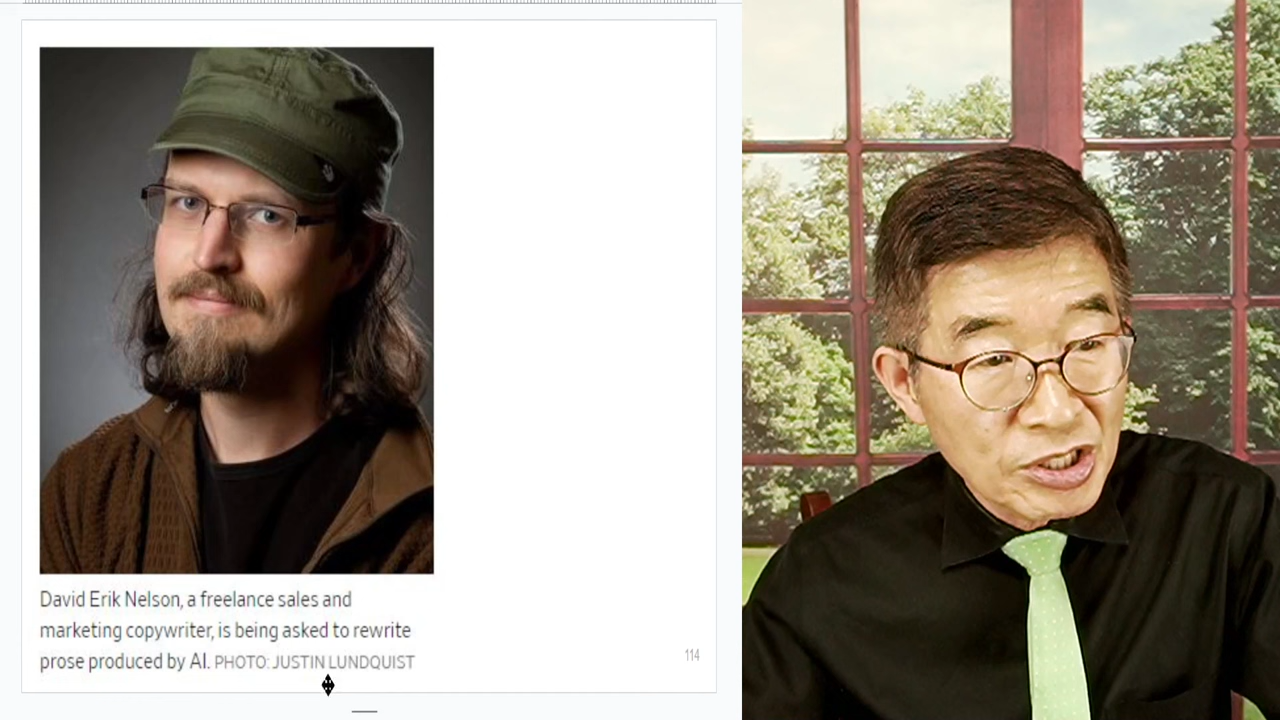 David Erik Nelson, a freelance sales and
marketing copywriter, is being asked to rewrite
prose produced by AI. PHOTO: JUSTIN LUNDQUIST
114